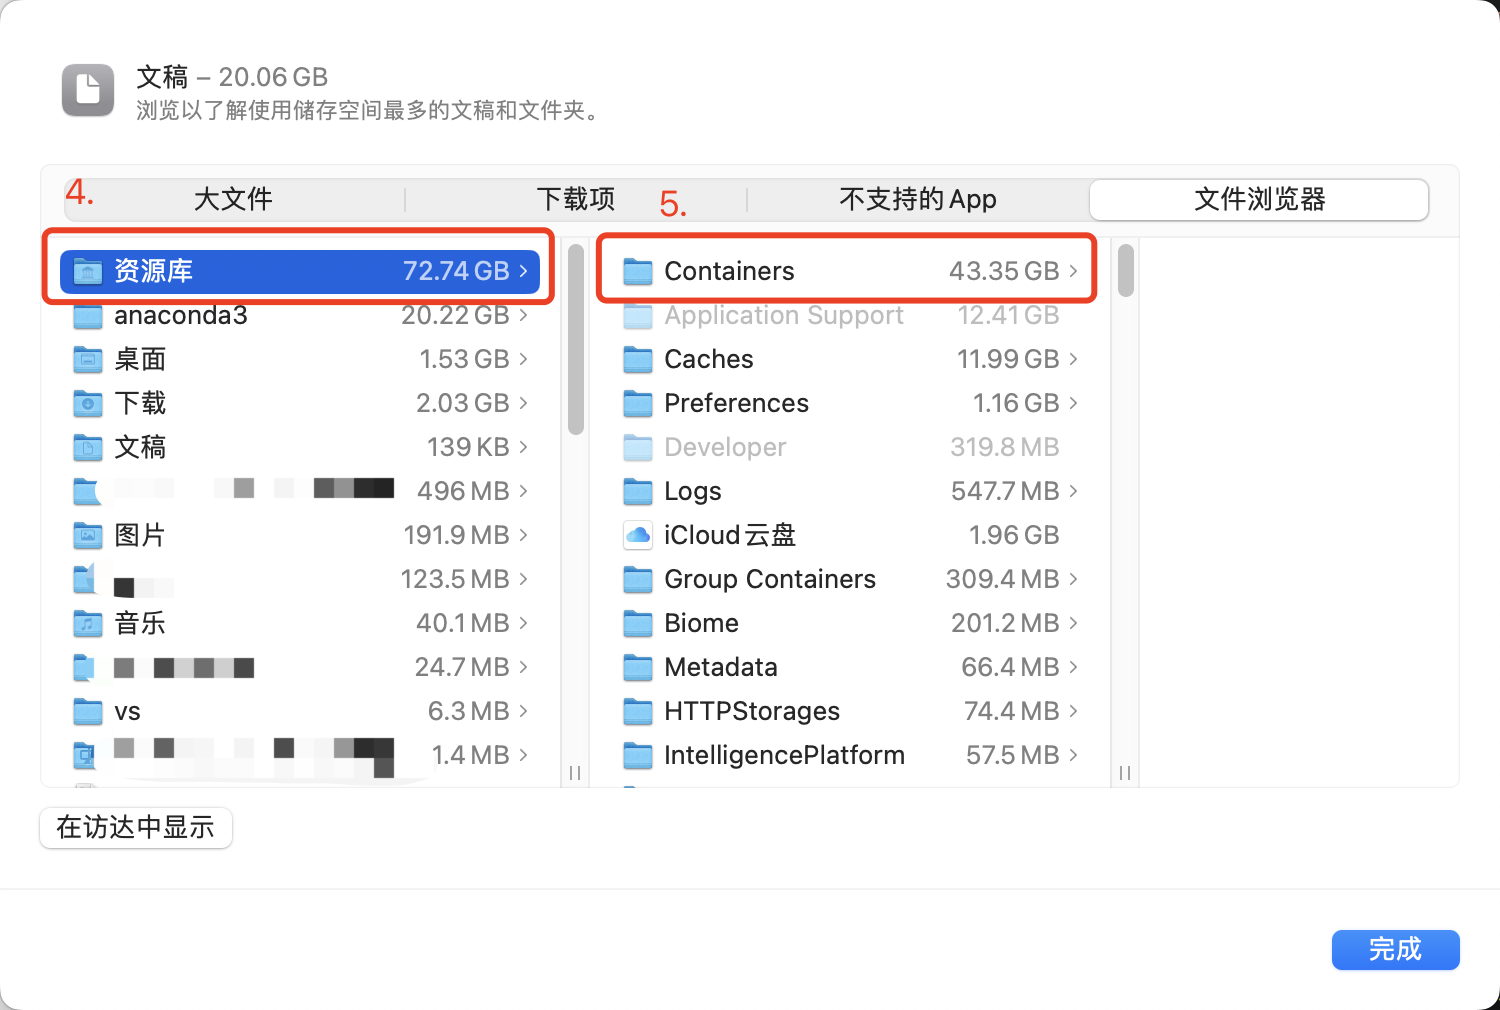 文稿 – 20.06 GB
浏览以了解使用储存空间最多的文稿和文件夹。
4.
大文件
下载项
5.
不支持的 App
文件浏览器
资源库 72.74 GB
anaconda3 20.22 GB
桌面 1.53 GB
下载 2.03 GB
文稿 139 KB
496 MB
图片 191.9 MB
123.5 MB
音乐 40.1 MB
24.7 MB
vs 6.3 MB
1.4 MB
Containers 43.35 GB
Application Support 12.41 GB
Caches 11.99 GB
Preferences 1.16 GB
Developer 319.8 MB
Logs 547.7 MB
iCloud云盘 1.96 GB
Group Containers 309.4 MB
Biome 201.2 MB
Metadata 66.4 MB
HTTPStorages 74.4 MB
IntelligencePlatform 57.5 MB
在访达中显示
完成